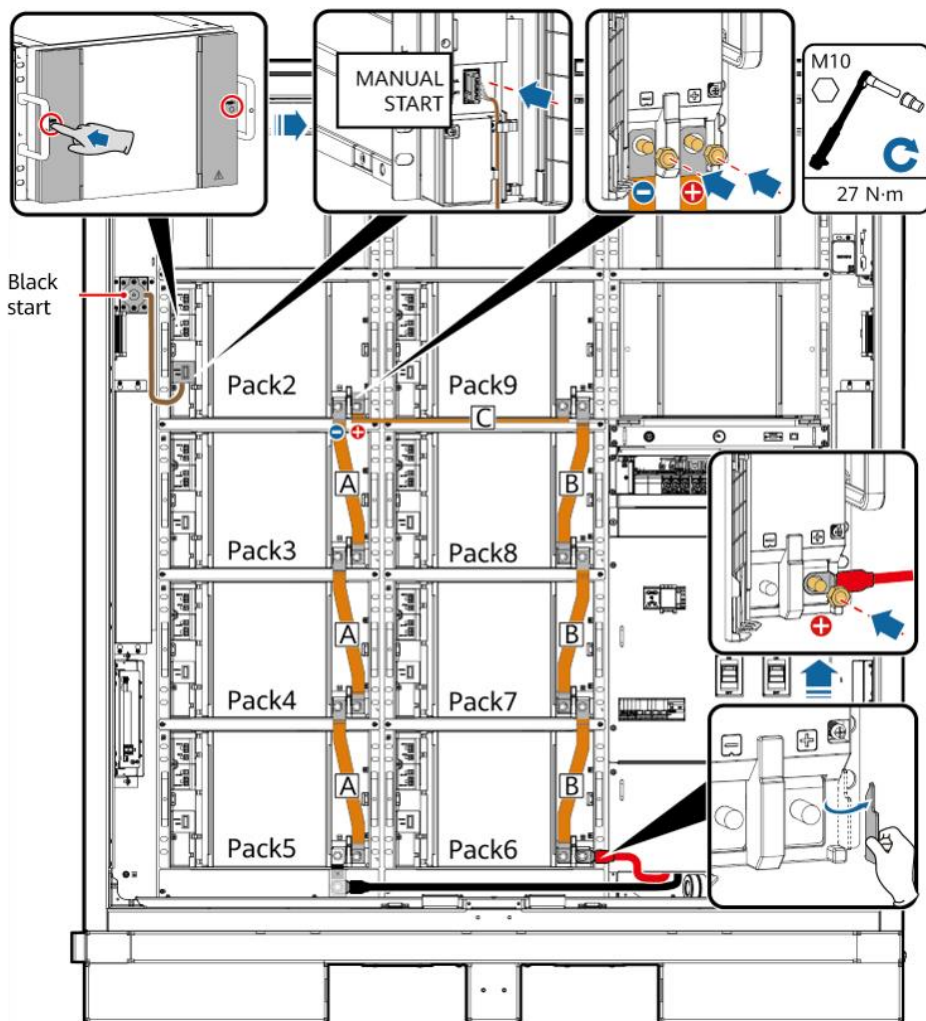 MANUAL
START
M10
27 N·m
Black
start
Pack2
Pack9
C
A
B
Pack3
Pack8
A
B
Pack4
Pack7
A
B
Pack5
Pack6